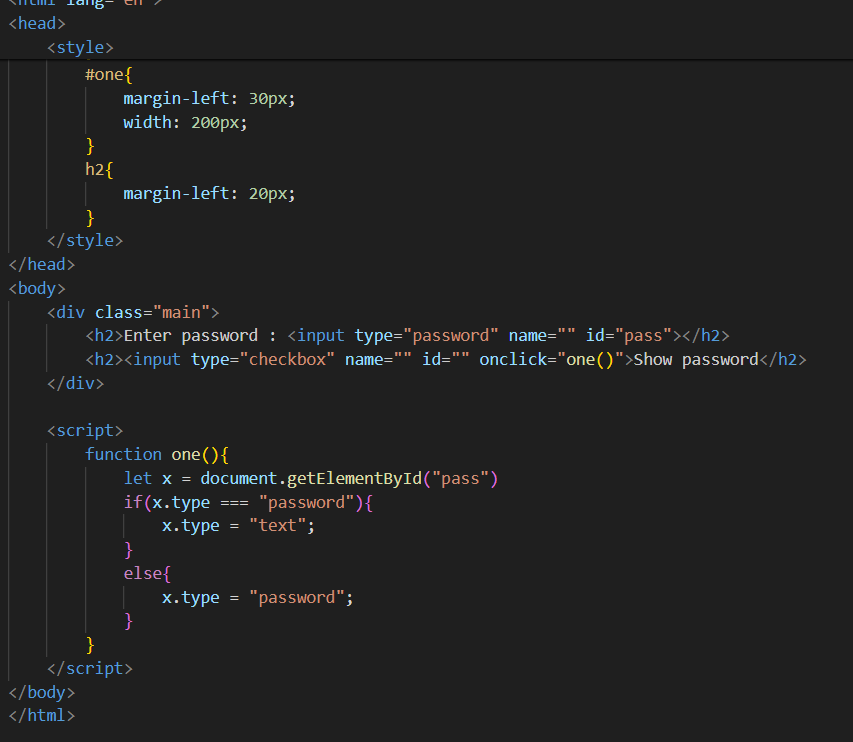 <html lang="en">
<head>
<style>
#one{
margin-left: 30px;
width: 200px;
}
h2{
margin-left: 20px;
}
</style>
</head>
<body>
<div class="main">
<h2>Enter password : <input type="password" name="" id="pass"></h2>
<h2><input type="checkbox" name="" id="" onclick="one()">Show password</h2>
</div>
<script>
function one(){
let x = document.getElementById("pass")
if(x.type === "password"){
x.type = "text";
}
else{
x.type = "password";
}
}
</script>
</body>
</html>